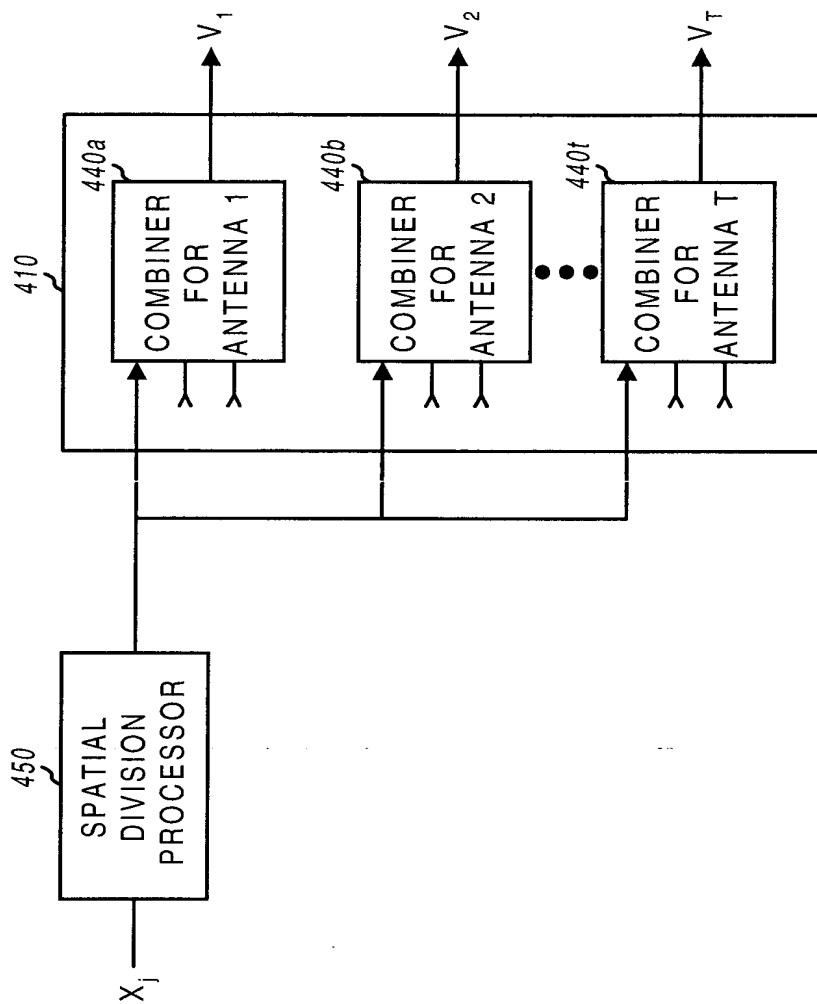 X_j
450
SPATIAL
DIVISION
PROCESSOR
410
440a
COMBINER
FOR
ANTENNA 1
V_1
440b
COMBINER
FOR
ANTENNA 2
V_2
440t
COMBINER
FOR
ANTENNA T
V_T